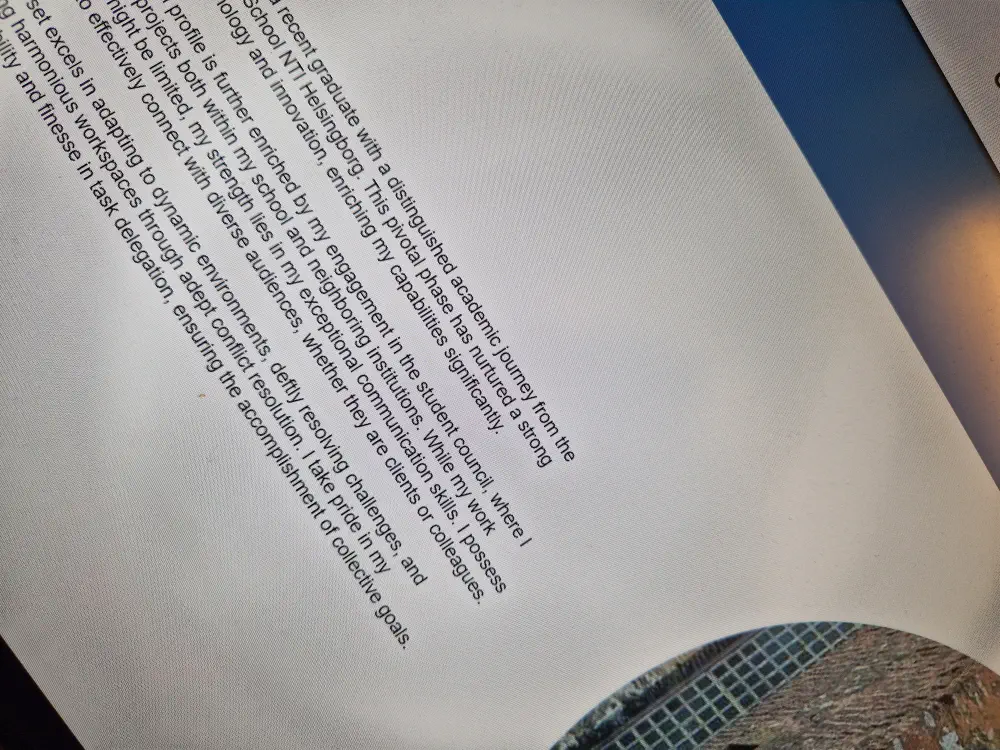 recent graduate with a distinguished academic journey from the
School NTI Helsingborg. This pivotal phase has nurtured a strong
and innovation, enriching my capabilities significantly.
profile is further enriched by my engagement in the student council, where I
projects both within my school and neighboring institutions. While my work
might be limited, my strength lies in my exceptional communication skills. I possess
to effectively connect with diverse audiences, whether they are clients or colleagues.
set excels in adapting to dynamic environments, deftly resolving challenges, and
harmonious workspaces through adept conflict resolution. I take pride in my
and finesse in task delegation, ensuring the accomplishment of collective goals.